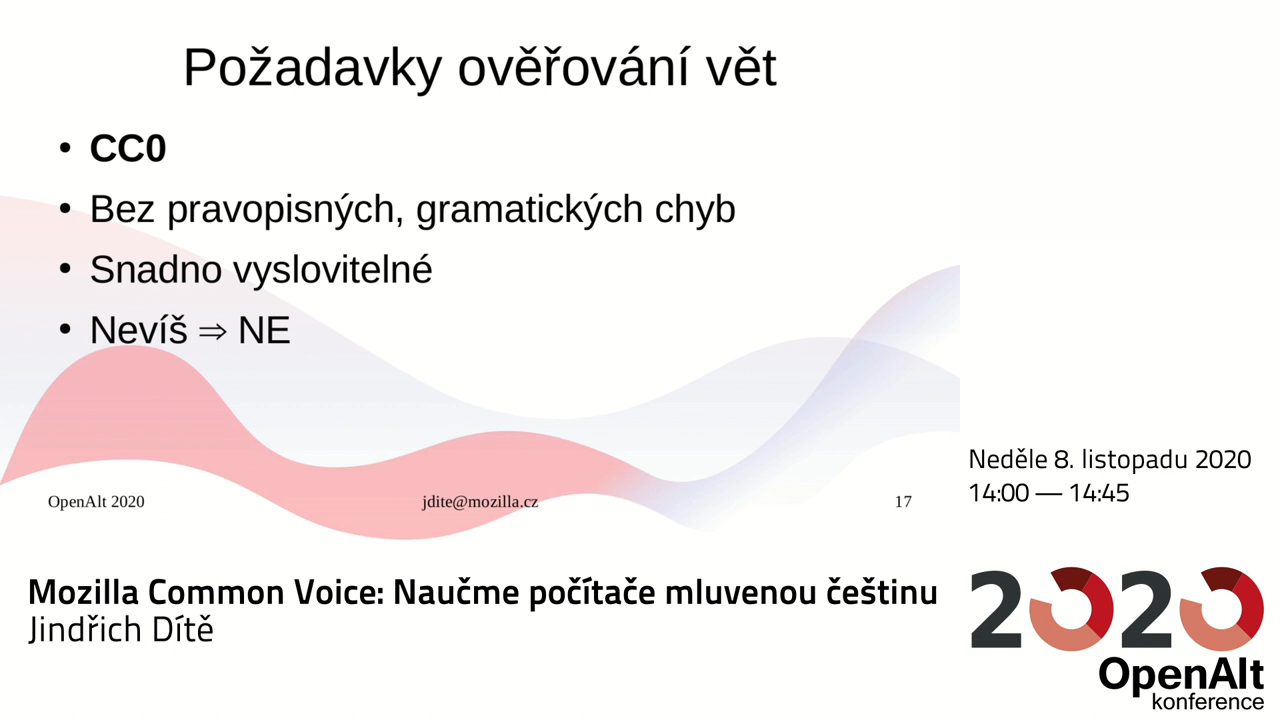 Požadavky ověřování vět
• CC0
• Bez pravopisných, gramatických chyb
• Snadno vyslovitelné
• Nevíš ⇒ NE
OpenAlt 2020
jdite@mozilla.cz
17
Neděle 8. listopadu 2020
14:00 — 14:45
Mozilla Common Voice: Naučme počítače mluvenou češtinu
Jindřich Dítě
2020
OpenAlt
konference